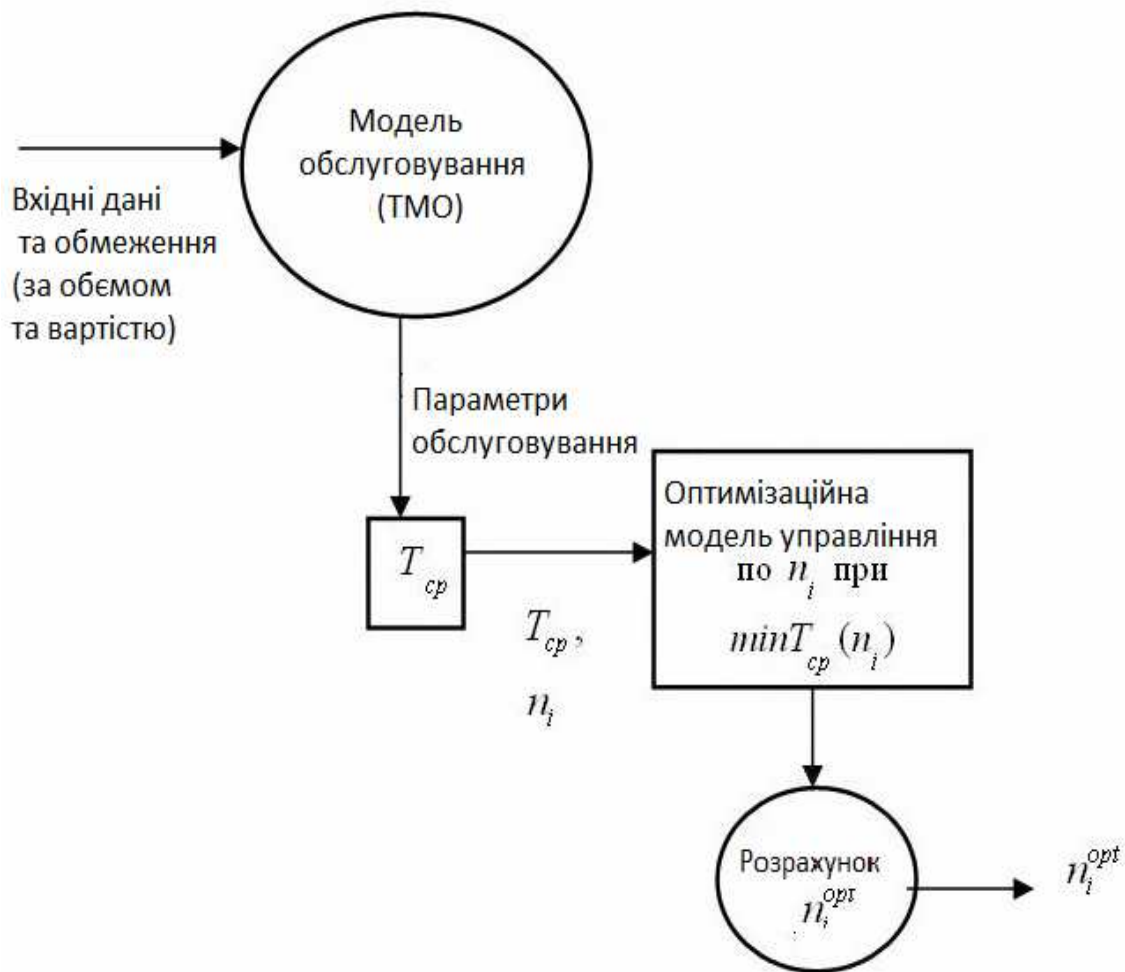 Модель
обслуговування
(ТМО)
Вхідні дані
та обмеження
(за обємом
та вартістю)
Параметри
обслуговування
T_cp
T_cp,
n_i
Оптимізаційна
модель управління
по n_i при
minT_cp(n_i)
Розрахунок
n_i^opt
n_i^opt